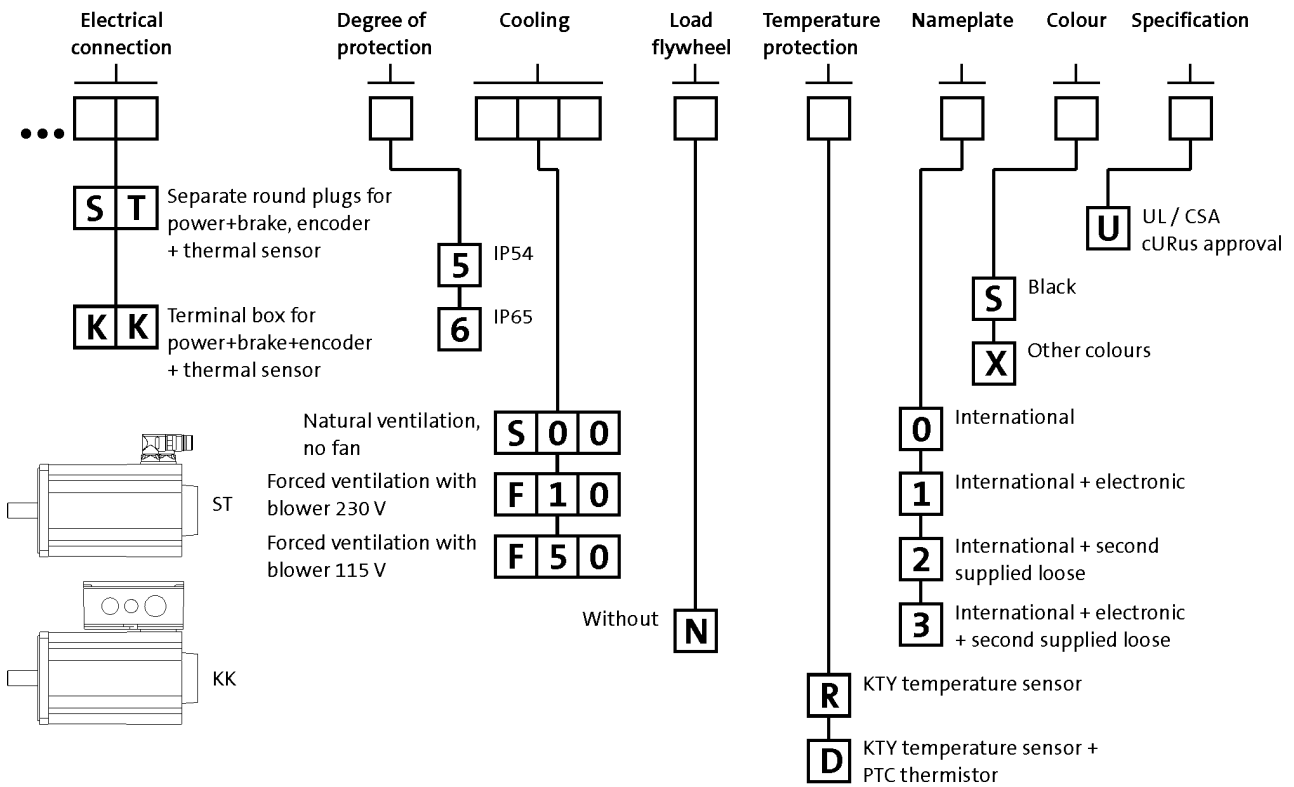 Electrical
connection
Degree of
protection
Cooling
Load
flywheel
Temperature
protection
Nameplate
Colour
Specification
•••
S T
Separate round plugs for
power+brake, encoder
+ thermal sensor
K K
Terminal box for
power+brake+encoder
+ thermal sensor
5 IP54
6 IP65
Natural ventilation,
no fan
S 0 0
Forced ventilation with
blower 230 V
F 1 0
Forced ventilation with
blower 115 V
F 5 0
Without N
R KTY temperature sensor
D KTY temperature sensor +
PTC thermistor
0 International
1 International + electronic
2 International + second
supplied loose
3 International + electronic
+ second supplied loose
S Black
X Other colours
U UL / CSA
cURus approval
ST
KK